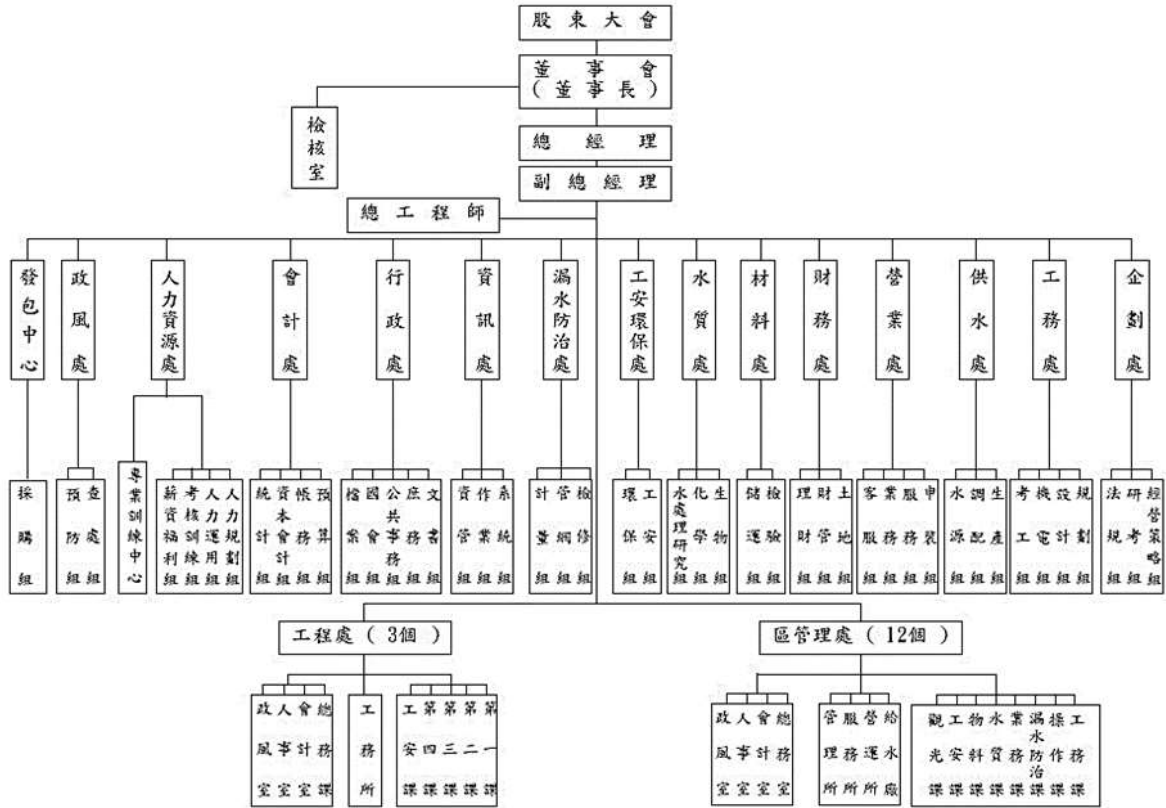 股東大會
董事會
(董事長)
檢核室
總經理
副總經理
總工程師
發包中心
政風處
人力資源處
會計處
行政處
資訊處
漏水防治處
工安環保處
水質處
材料處
財務處
營業處
供水處
工務處
企劃處
採購組
預防組
查處組
專業訓練中心
薪資福利組
考核訓練組
人力運用組
人力規劃組
統計組
資本會計組
帳務組
預算組
檔案組
國會組
公共事務組
庶務組
文書組
資管組
作業組
系統組
計量組
管網組
檢修組
環保組
工安組
水處理研究組
化學組
生物組
儲運組
檢驗組
理財組
財管組
土地組
客服組
業務組
服務組
申裝組
水源組
調配組
生產組
考工組
機電組
設計組
規劃組
法規組
研考組
經營策略組
工程處(3個)
區管理處(12個)
政風室
人事室
會計室
總務課
工務所
工安課
第四課
第三課
第二課
第一課
政風室
人事室
會計室
總務室
管理所
服務所
營運所
給水廠
觀光課
工安課
物料課
水質課
業務課
漏水防治課
操作課
工務課